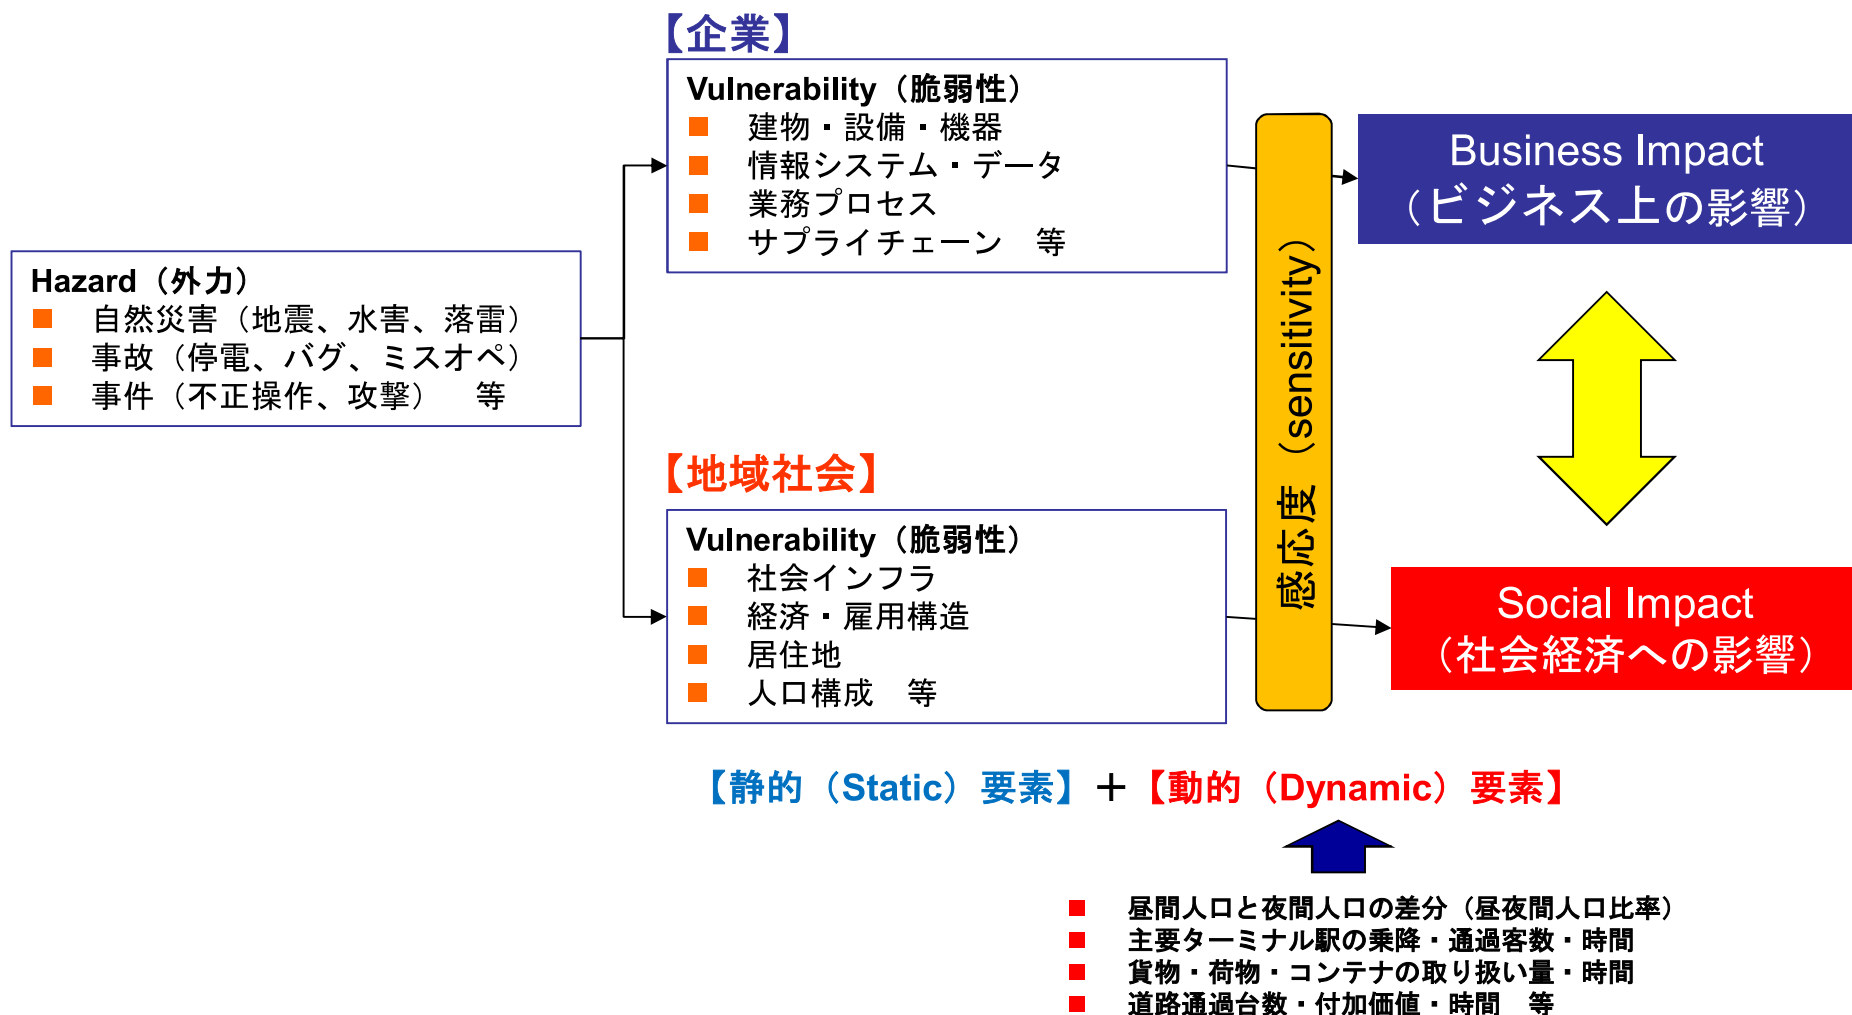 【企業】
Vulnerability（脆弱性）
建物・設備・機器
情報システム・データ
業務プロセス
サプライチェーン　等
Business Impact
（ビジネス上の影響）
Hazard（外力）
自然災害（地震、水害、落雷）
事故（停電、バグ、ミスオペ）
事件（不正操作、攻撃）　等
感応度（sensitivity）
【地域社会】
Vulnerability（脆弱性）
社会インフラ
経済・雇用構造
居住地
人口構成　等
Social Impact
（社会経済への影響）
【静的（Static）要素】＋【動的（Dynamic）要素】
昼間人口と夜間人口の差分（昼夜間人口比率）
主要ターミナル駅の乗降・通過客数・時間
貨物・荷物・コンテナの取り扱い量・時間
道路通過台数・付加価値・時間　等